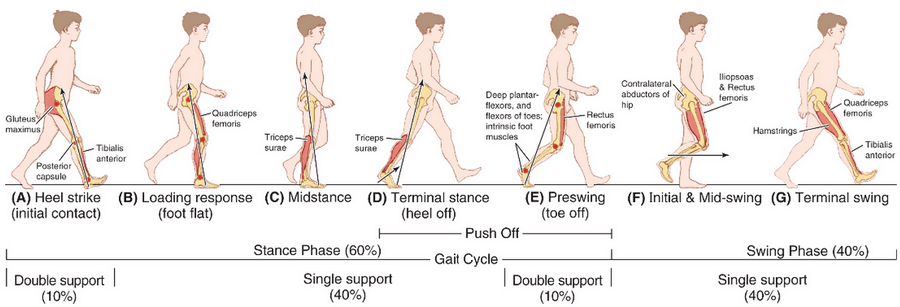 Gluteus
maximus
Posterior
capsule
Tibialis
anterior
Quadriceps
femoris
Triceps
surae
Triceps
surae
Deep plantar-
flexors, and
flexors of toes;
intrinsic foot
muscles
Rectus
femoris
Contralateral
abductors of
hip
Iliopsoas
& Rectus
femoris
Hamstrings
Quadriceps
femoris
Tibialis
anterior
(A) Heel strike
(initial contact)
(B) Loading response
(foot flat)
(C) Midstance
(D) Terminal stance
(heel off)
(E) Preswing
(toe off)
(F) Initial & Mid-swing
(G) Terminal swing
Push Off
Stance Phase (60%)
Swing Phase (40%)
Gait Cycle
Double support
(10%)
Single support
(40%)
Double support
(10%)
Single support
(40%)